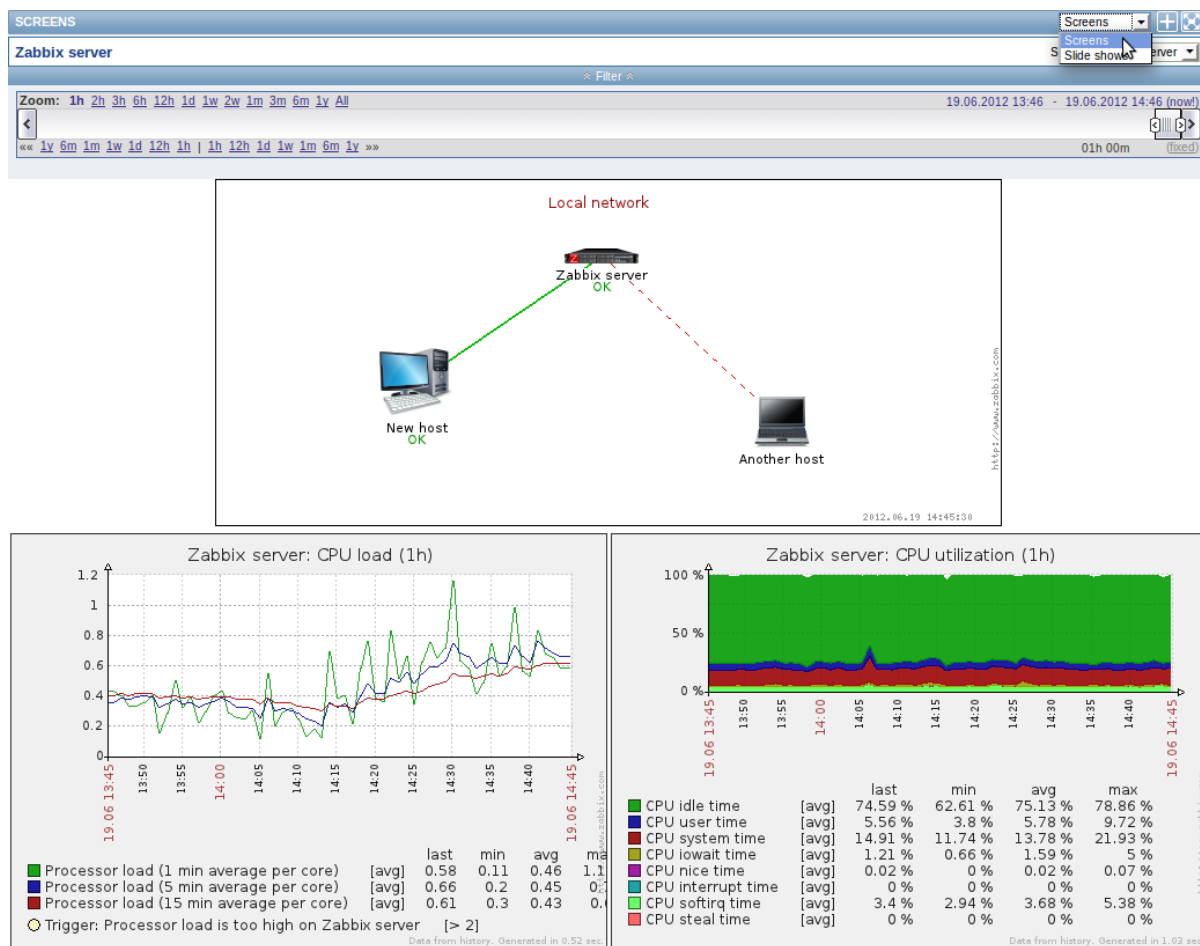 SCREENS Screens
Screens
Zabbix server
Slide shows
Filter
Zoom: 1h 2h 3h 6h 12h 1d 1w 2w 1m 3m 6m 1y All 19.06.2012 13:46 - 19.06.2012 14:46 (now!)
«« 1y 6m 1m 1w 1d 12h 1h | 1h 12h 1d 1w 1m 6m 1y »» 01h 00m (fixed)
Local network
Zabbix server
OK
New host
OK
Another host
http://www.zabbix.com
2012.06.19 14:45:30
Zabbix server: CPU load (1h)
1.2
1
0.8
0.6
0.4
0.2
0
19.06 13:45 13:50 13:55 14:00 14:05 14:10 14:15 14:20 14:25 14:30 14:35 14:40 19.06 14:45
last min avg
Processor load (1 min average per core) [avg] 0.58 0.11 0.46
Processor load (5 min average per core) [avg] 0.66 0.2 0.45
Processor load (15 min average per core) [avg] 0.61 0.3 0.43
Trigger: Processor load is too high on Zabbix server [> 2]
Data from history. Generated in 0.52 sec.
Zabbix server: CPU utilization (1h)
100 %
50 %
0 %
19.06 13:45 13:50 13:55 14:00 14:05 14:10 14:15 14:20 14:25 14:30 14:35 14:40 19.06 14:45
last min avg max
CPU idle time [avg] 74.59 % 62.61 % 75.13 % 78.86 %
CPU user time [avg] 5.56 % 3.8 % 5.78 % 9.72 %
CPU system time [avg] 14.91 % 11.74 % 13.78 % 21.93 %
CPU iowait time [avg] 1.21 % 0.66 % 1.59 % 5 %
CPU nice time [avg] 0.02 % 0 % 0.02 % 0.07 %
CPU interrupt time [avg] 0 % 0 % 0 % 0 %
CPU softirq time [avg] 3.4 % 2.94 % 3.68 % 5.38 %
CPU steal time [avg] 0 % 0 % 0 % 0 %
Data from history. Generated in 1.03 sec.